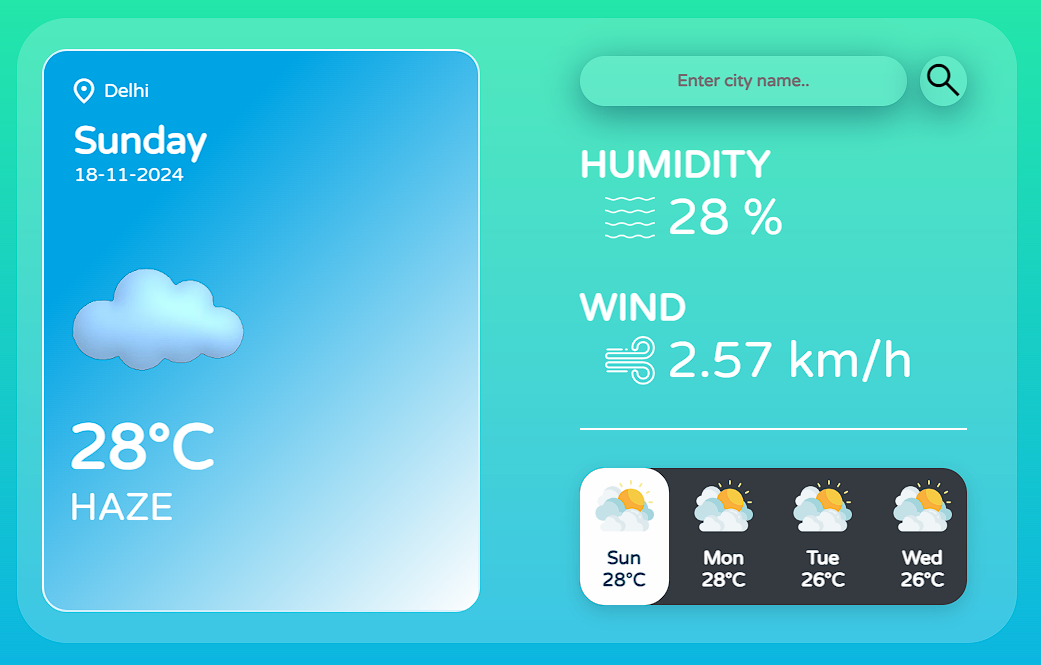 Delhi
Sunday
18-11-2024
28°C
HAZE
Enter city name..
HUMIDITY
28 %
WIND
2.57 km/h
Sun Mon Tue Wed
28°C 28°C 26°C 26°C